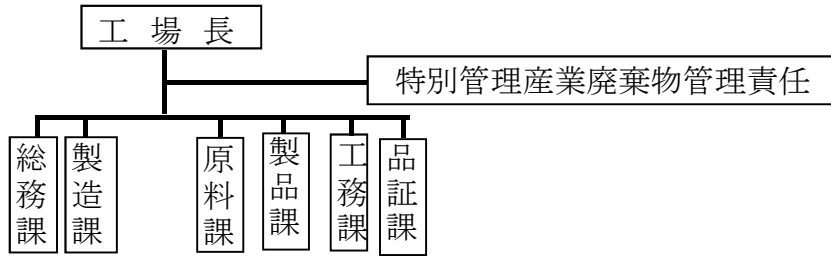 工場長
特別管理産業廃棄物管理責任
総務課
製造課
原料課
製品課
工務課
品証課